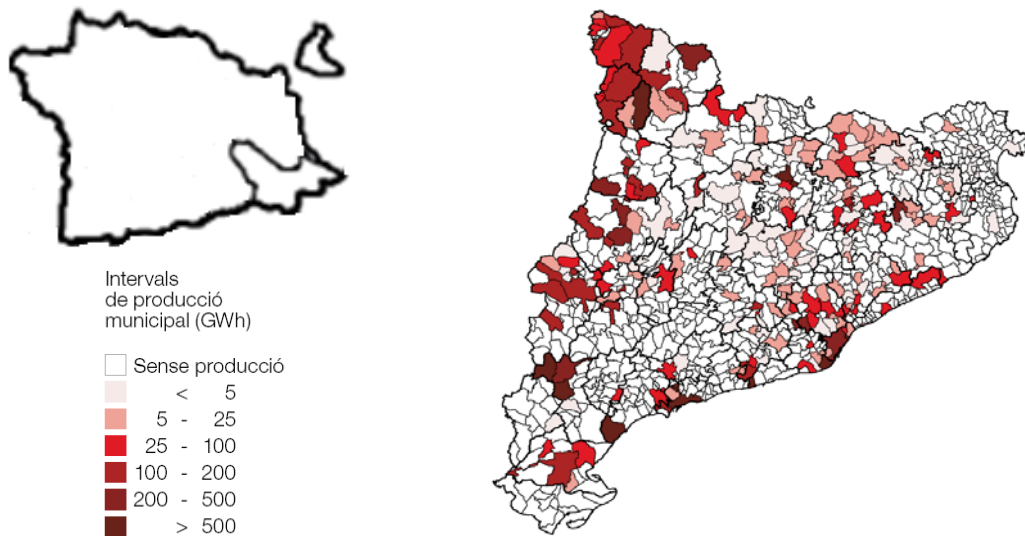 Intervals
de producció
municipal (GWh)
Sense producció
< 5
5 - 25
25 - 100
100 - 200
200 - 500
> 500